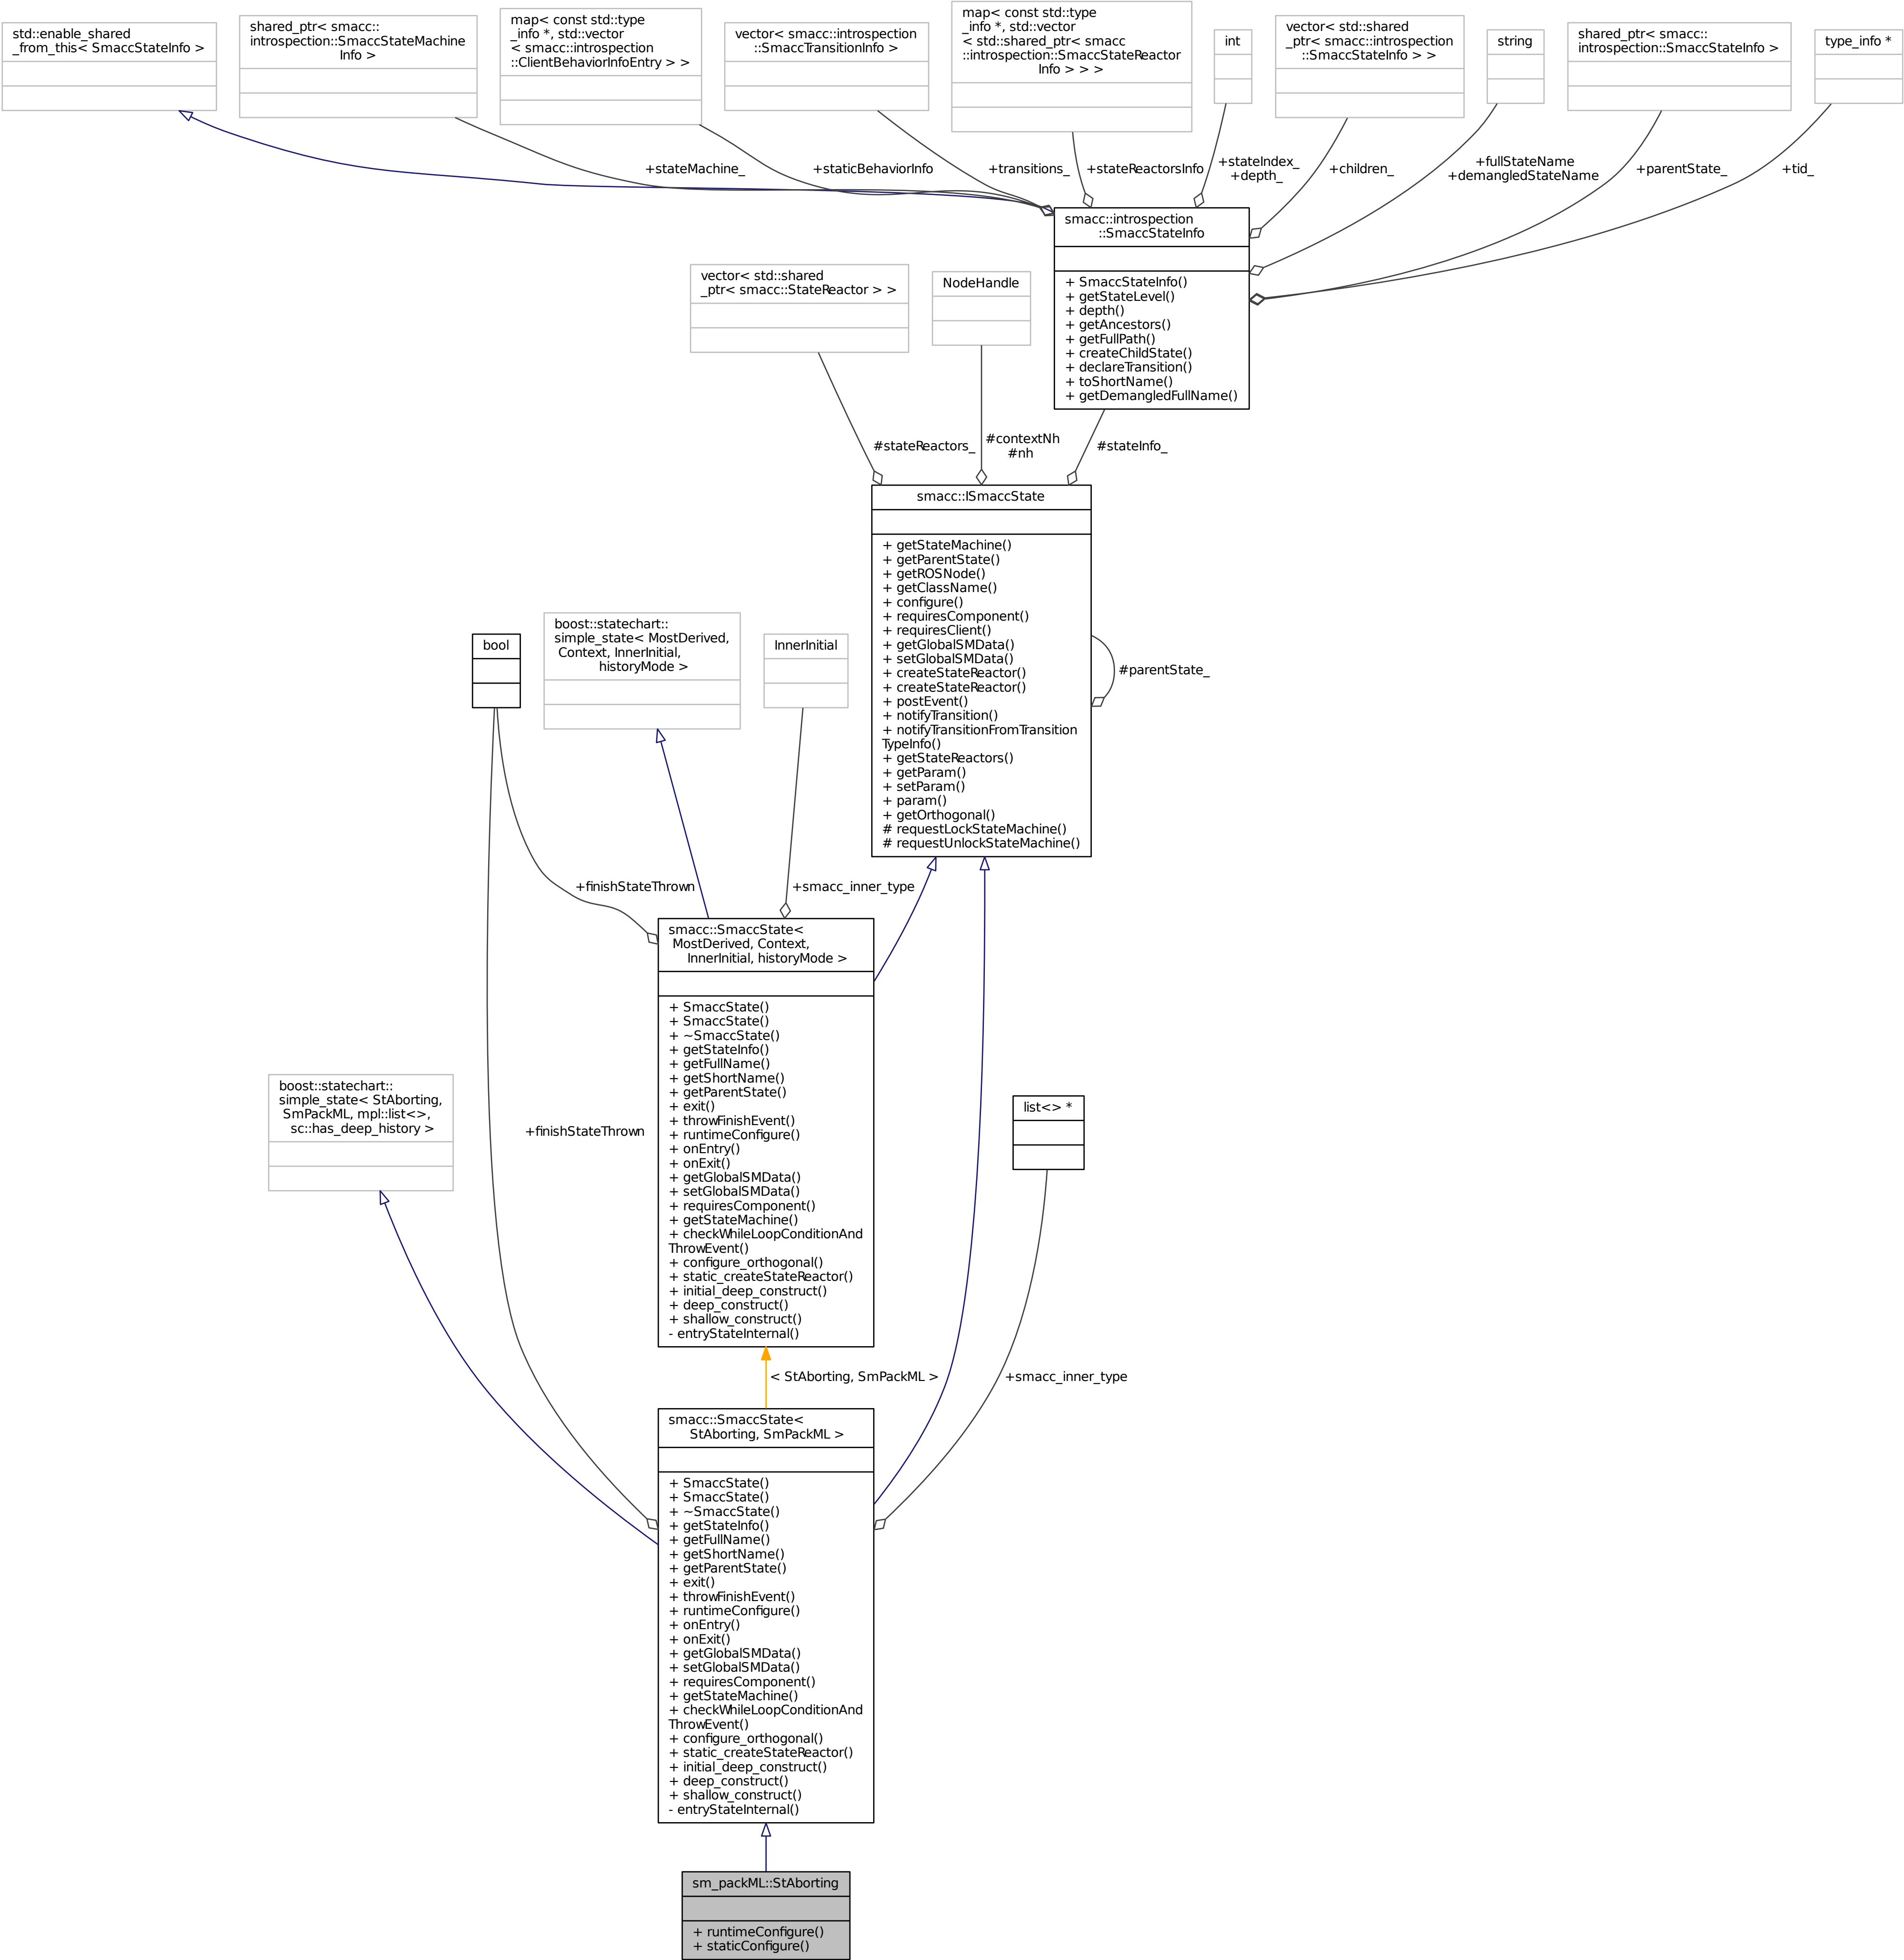 std::enable_shared
_from_this< SmaccStateInfo >
shared_ptr< smacc::
introspection::SmaccStateMachine
Info >
map< const std::type
_info *, std::vector
< smacc::introspection
::ClientBehaviorInfoEntry > >
vector< smacc::introspection
::SmaccTransitionInfo >
map< const std::type
_info *, std::vector
< std::shared_ptr< smacc
::introspection::SmaccStateReactor
Info > > >
int
vector< std::shared
_ptr< smacc::introspection
::SmaccStateInfo > >
string
shared_ptr< smacc::
introspection::SmaccStateInfo >
type_info *
+stateMachine_
+staticBehaviorInfo
+transitions_
+stateReactorsInfo
+stateIndex_
+depth_
+children_
+fullStateName
+demangledStateName
+parentState_
+tid_
smacc::introspection
::SmaccStateInfo
+ SmaccStateInfo()
+ getStateLevel()
+ depth()
+ getAncestors()
+ getFullPath()
+ createChildState()
+ declareTransition()
+ toShortName()
+ getDemangledFullName()
vector< std::shared
_ptr< smacc::StateReactor > >
NodeHandle
#stateReactors_
#contextNh
#nh
#stateInfo_
smacc::ISmaccState
+ getStateMachine()
+ getParentState()
+ getROSNode()
+ getClassName()
+ configure()
+ requiresComponent()
+ requiresClient()
+ getGlobalSMData()
+ setGlobalSMData()
+ createStateReactor()
+ createStateReactor()
+ postEvent()
+ notifyTransition()
+ notifyTransitionFromTransition
TypeInfo()
+ getStateReactors()
+ getParam()
+ setParam()
+ param()
+ getOrthogonal()
# requestLockStateMachine()
# requestUnlockStateMachine()
#parentState_
bool
boost::statechart::
simple_state< MostDerived,
Context, InnerInitial,
historyMode >
InnerInitial
+finishStateThrown
+smacc_inner_type
smacc::SmaccState<
MostDerived, Context,
InnerInitial, historyMode >
+ SmaccState()
+ SmaccState()
+ ~SmaccState()
+ getStateInfo()
+ getFullName()
+ getShortName()
+ getParentState()
+ exit()
+ throwFinishEvent()
+ runtimeConfigure()
+ onEntry()
+ onExit()
+ getGlobalSMData()
+ setGlobalSMData()
+ requiresComponent()
+ getStateMachine()
+ checkWhileLoopConditionAnd
ThrowEvent()
+ configure_orthogonal()
+ static_createStateReactor()
+ initial_deep_construct()
+ deep_construct()
+ shallow_construct()
- entryStateInternal()
boost::statechart::
simple_state< StAborting,
SmPackML, mpl::list<>,
sc::has_deep_history >
+finishStateThrown
list<> *
< StAborting, SmPackML >
+smacc_inner_type
smacc::SmaccState<
StAborting, SmPackML >
+ SmaccState()
+ SmaccState()
+ ~SmaccState()
+ getStateInfo()
+ getFullName()
+ getShortName()
+ getParentState()
+ exit()
+ throwFinishEvent()
+ runtimeConfigure()
+ onEntry()
+ onExit()
+ getGlobalSMData()
+ setGlobalSMData()
+ requiresComponent()
+ getStateMachine()
+ checkWhileLoopConditionAnd
ThrowEvent()
+ configure_orthogonal()
+ static_createStateReactor()
+ initial_deep_construct()
+ deep_construct()
+ shallow_construct()
- entryStateInternal()
sm_packML::StAborting
+ runtimeConfigure()
+ staticConfigure()